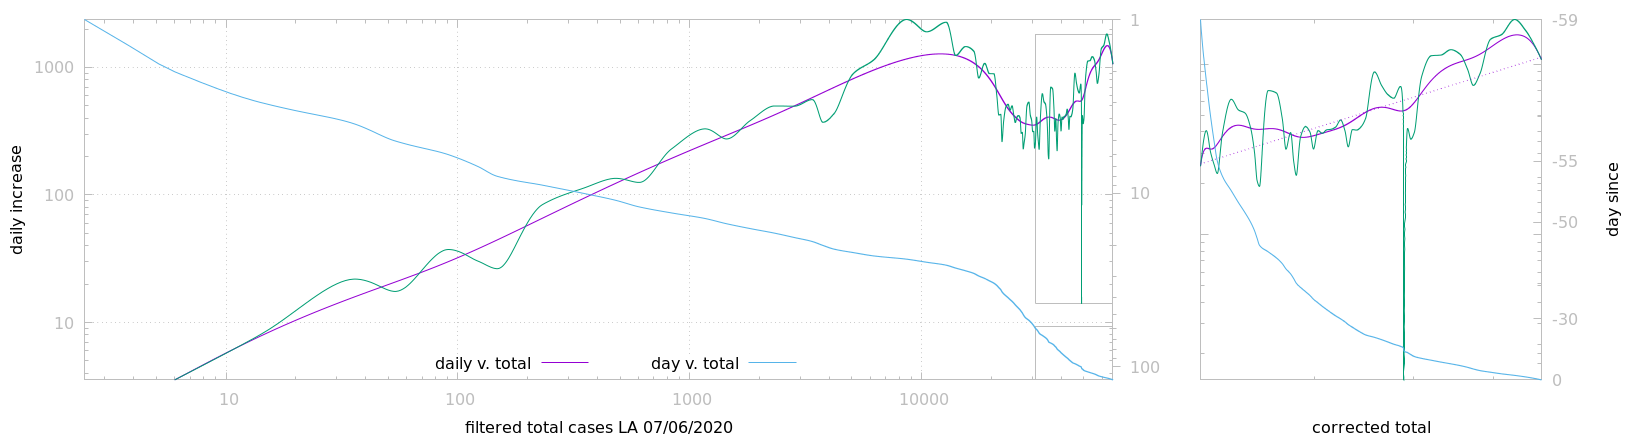 daily increase
1000
100
10
10
100
1000
10000
1
10
100
daily v. total
day v. total
filtered total cases LA 07/06/2020
-59
-55
-50
-30
0
day since
corrected total